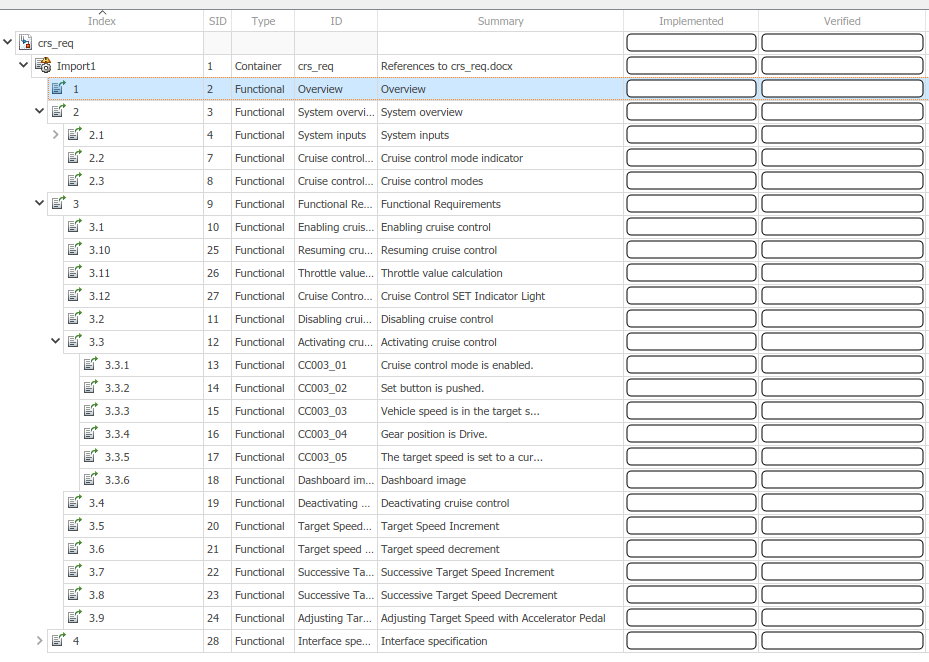 Index SID Type ID Summary Implemented Verified
crs_req
Import1 1 Container crs_req References to crs_req.docx
1 2 Functional Overview Overview
2 3 Functional System overvi... System overview
2.1 4 Functional System inputs System inputs
2.2 7 Functional Cruise control... Cruise control mode indicator
2.3 8 Functional Cruise control... Cruise control modes
3 9 Functional Functional Re... Functional Requirements
3.1 10 Functional Enabling cruis... Enabling cruise control
3.10 25 Functional Resuming cru... Resuming cruise control
3.11 26 Functional Throttle value... Throttle value calculation
3.12 27 Functional Cruise Contro... Cruise Control SET Indicator Light
3.2 11 Functional Disabling crui... Disabling cruise control
3.3 12 Functional Activating cru... Activating cruise control
3.3.1 13 Functional CC003_01 Cruise control mode is enabled.
3.3.2 14 Functional CC003_02 Set button is pushed.
3.3.3 15 Functional CC003_03 Vehicle speed is in the target s...
3.3.4 16 Functional CC003_04 Gear position is Drive.
3.3.5 17 Functional CC003_05 The target speed is set to a cur...
3.3.6 18 Functional Dashboard im... Dashboard image
3.4 19 Functional Deactivating ... Deactivating cruise control
3.5 20 Functional Target Speed... Target Speed Increment
3.6 21 Functional Target speed ... Target speed decrement
3.7 22 Functional Successive Ta... Successive Target Speed Increment
3.8 23 Functional Successive Ta... Successive Target Speed Decrement
3.9 24 Functional Adjusting Tar... Adjusting Target Speed with Accelerator Pedal
4 28 Functional Interface spe... Interface specification